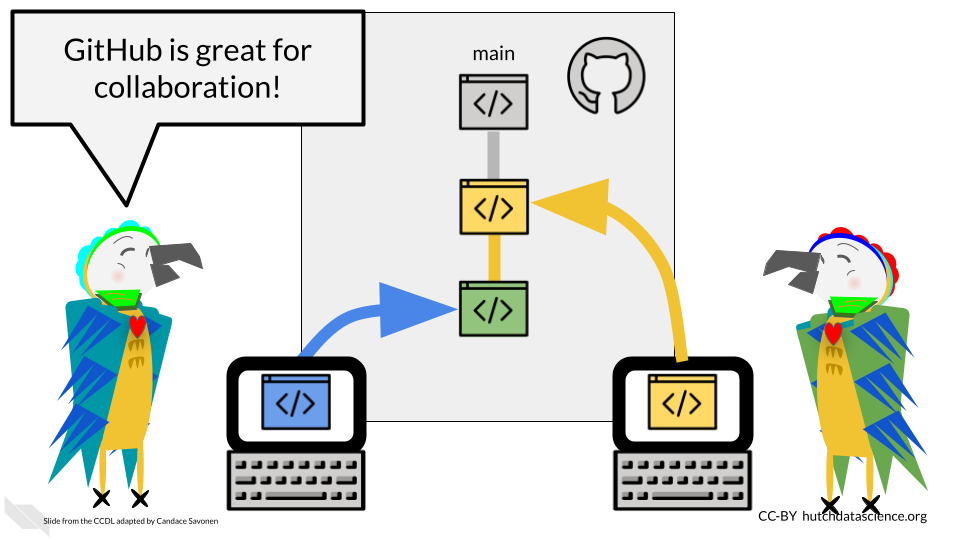 GitHub is great for
collaboration!
main
</>
</>
</>
</>
</>
Slide from the CCDL adapted by Candace Savonen
CC-BY hutchdatascience.org